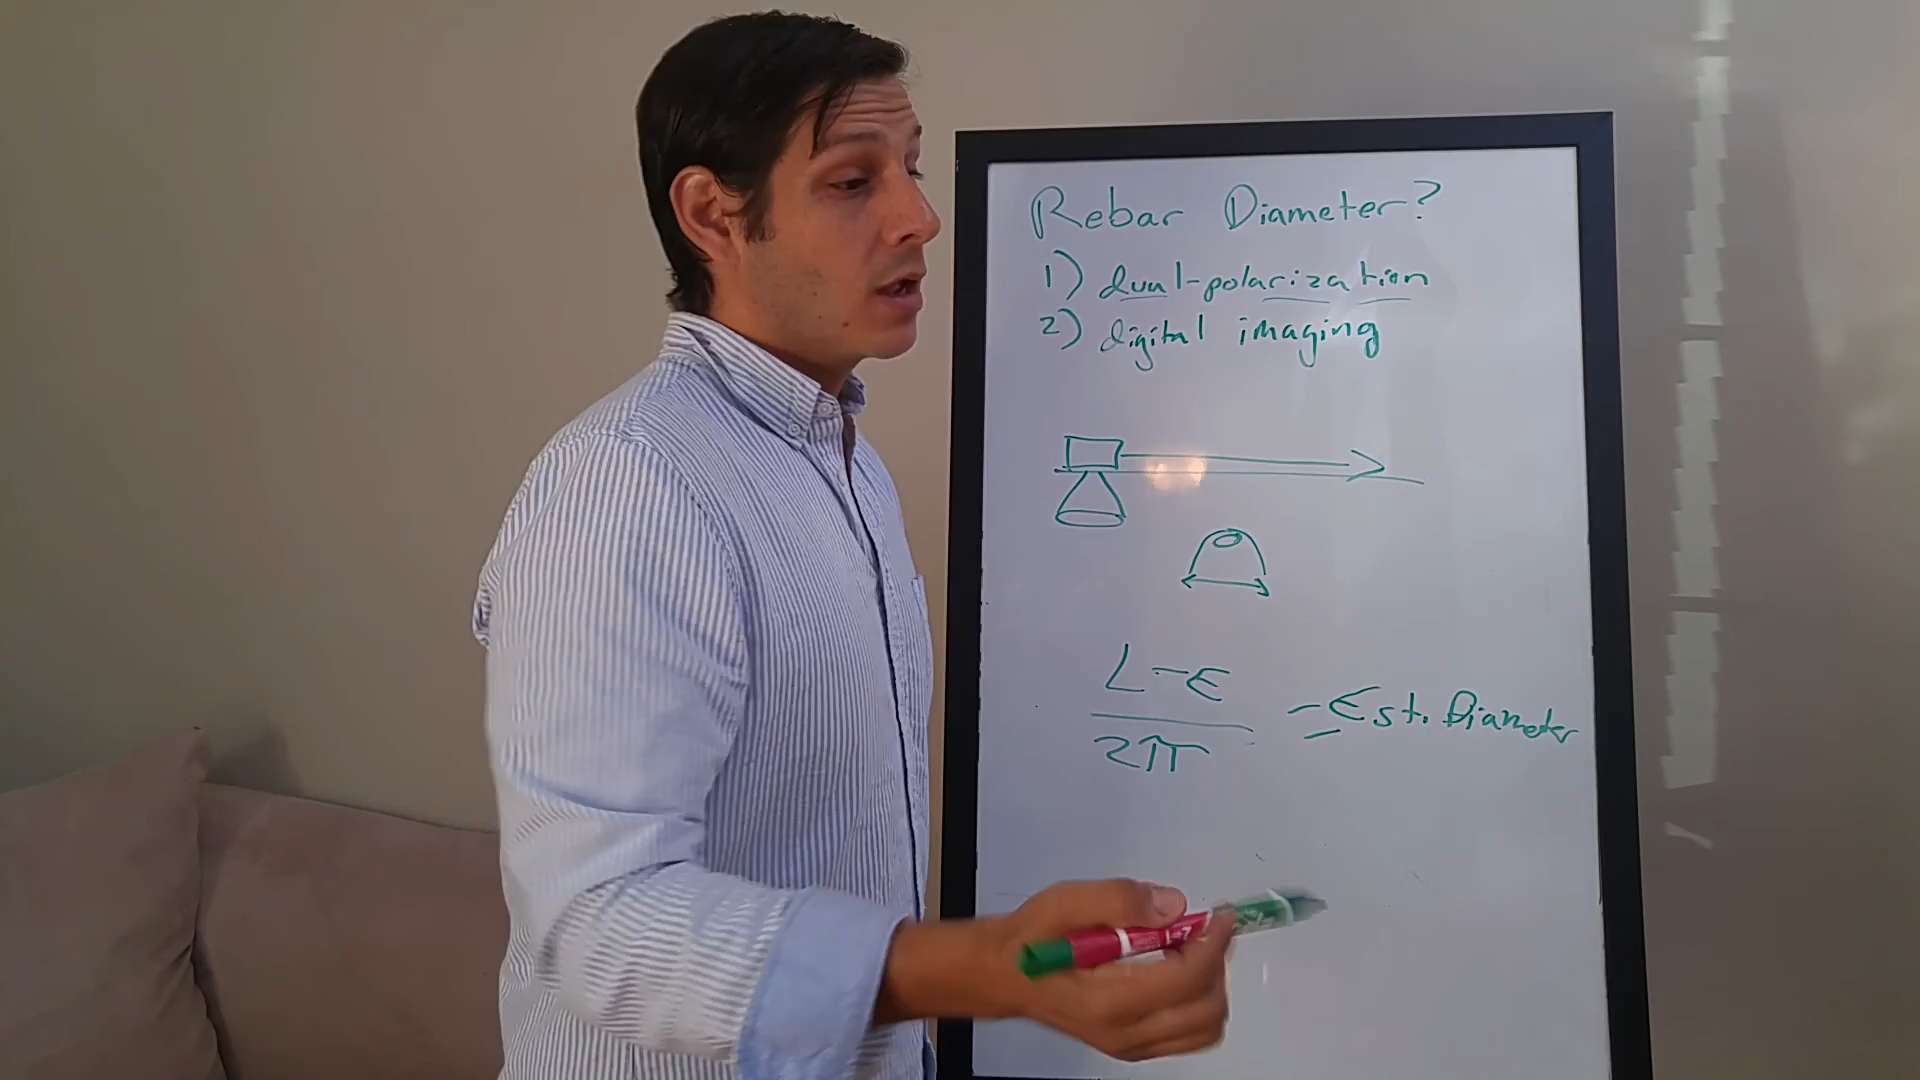 Rebar Diameter?
1) dual-polarization
2) digital imaging
L-ε
2π
= Est. Diameter